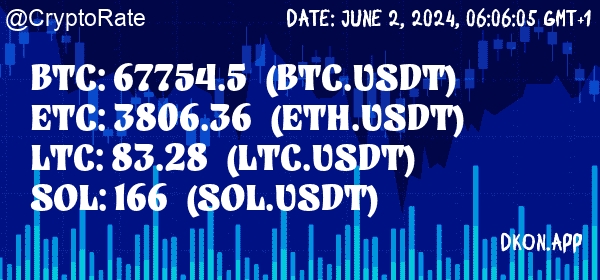 @CryptoRate
DATE: JUNE 2, 2024, 06:06:05 GMT+1
BTC: 67754.5 (BTC.USDT)
ETC: 3806.36 (ETH.USDT)
LTC: 83.28 (LTC.USDT)
SOL: 166 (SOL.USDT)
DKON.APP